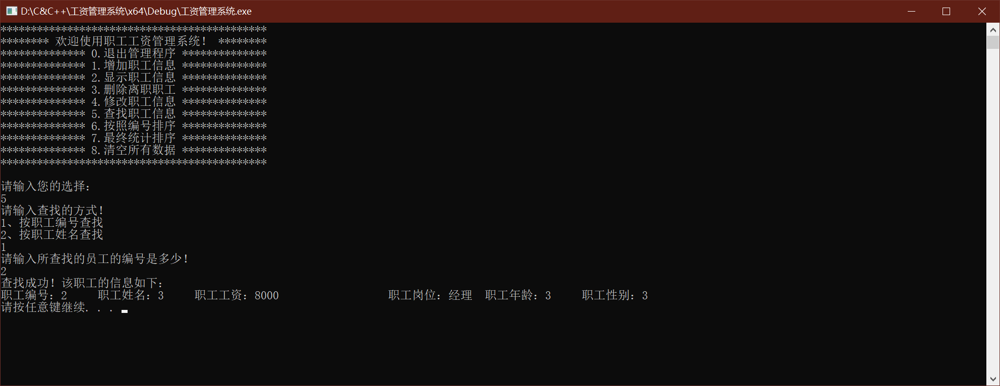 D:\C&C++\工资管理系统\x64\Debug\工资管理系统.exe
********************************************
******** 欢迎使用职工工资管理系统！ ********
************** 0.退出管理程序 **************
************** 1.增加职工信息 **************
************** 2.显示职工信息 **************
************** 3.删除离职职工 **************
************** 4.修改职工信息 **************
************** 5.查找职工信息 **************
************** 6.按照编号排序 **************
************** 7.最终统计排序 **************
************** 8.清空所有数据 **************
********************************************
请输入您的选择：
5
请输入查找的方式！
1、按职工编号查找
2、按职工姓名查找
1
请输入所查找的员工的编号是多少！
2
查找成功！该职工的信息如下：
职工编号：2 职工姓名：3 职工工资：8000 职工岗位：经理 职工年龄：3 职工性别：3
请按任意键继续. . .